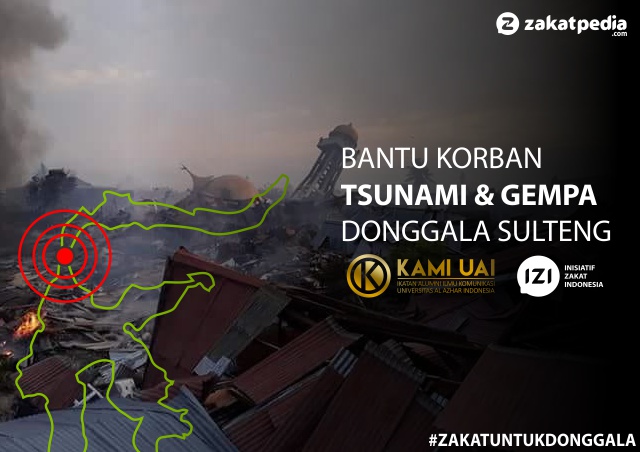 zakatpedia
.com
BANTU KORBAN
TSUNAMI & GEMPA
DONGGALA SULTENG
KAMI UAI
IKATAN ALUMNI ILMU KOMUNIKASI
UNIVERSITAS AL AZHAR INDONESIA
IZI
INISIATIF
ZAKAT
INDONESIA
#ZAKATUNTUKDONGGALA